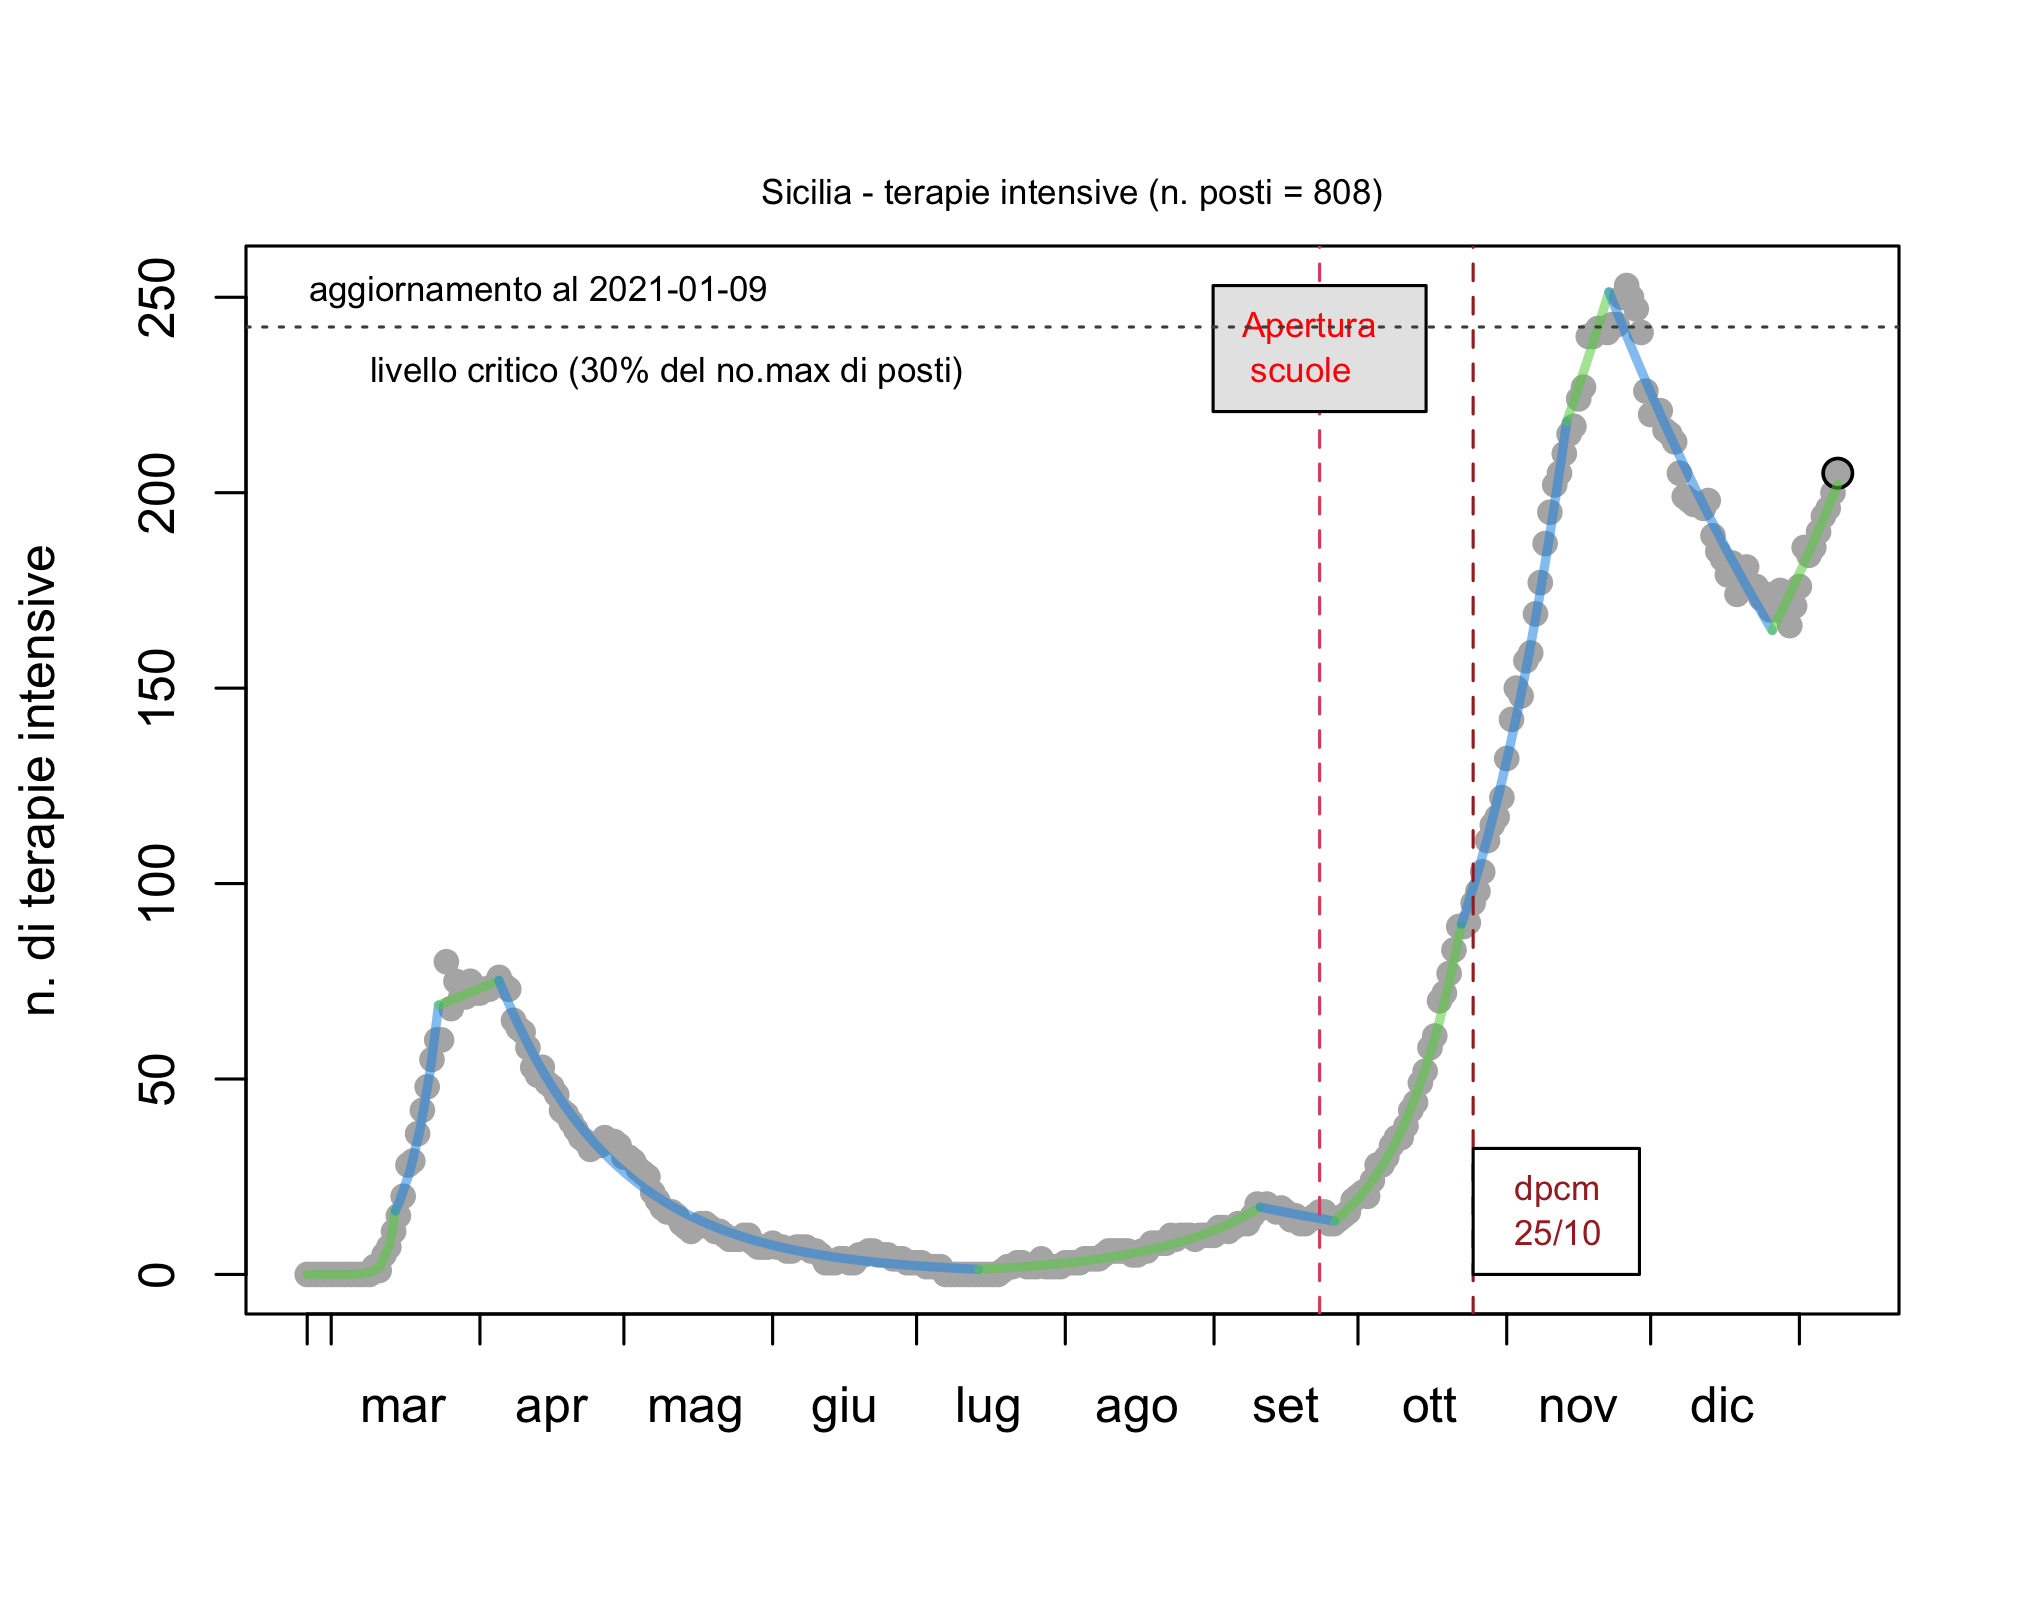 Sicilia - terapie intensive (n. posti = 808)
aggiornamento al 2021-01-09
livello critico (30% del no.max di posti)
Apertura
scuole
dpcm
25/10
n. di terapie intensive
250
200
150
100
50
0
mar apr mag giu lug ago set ott nov dic